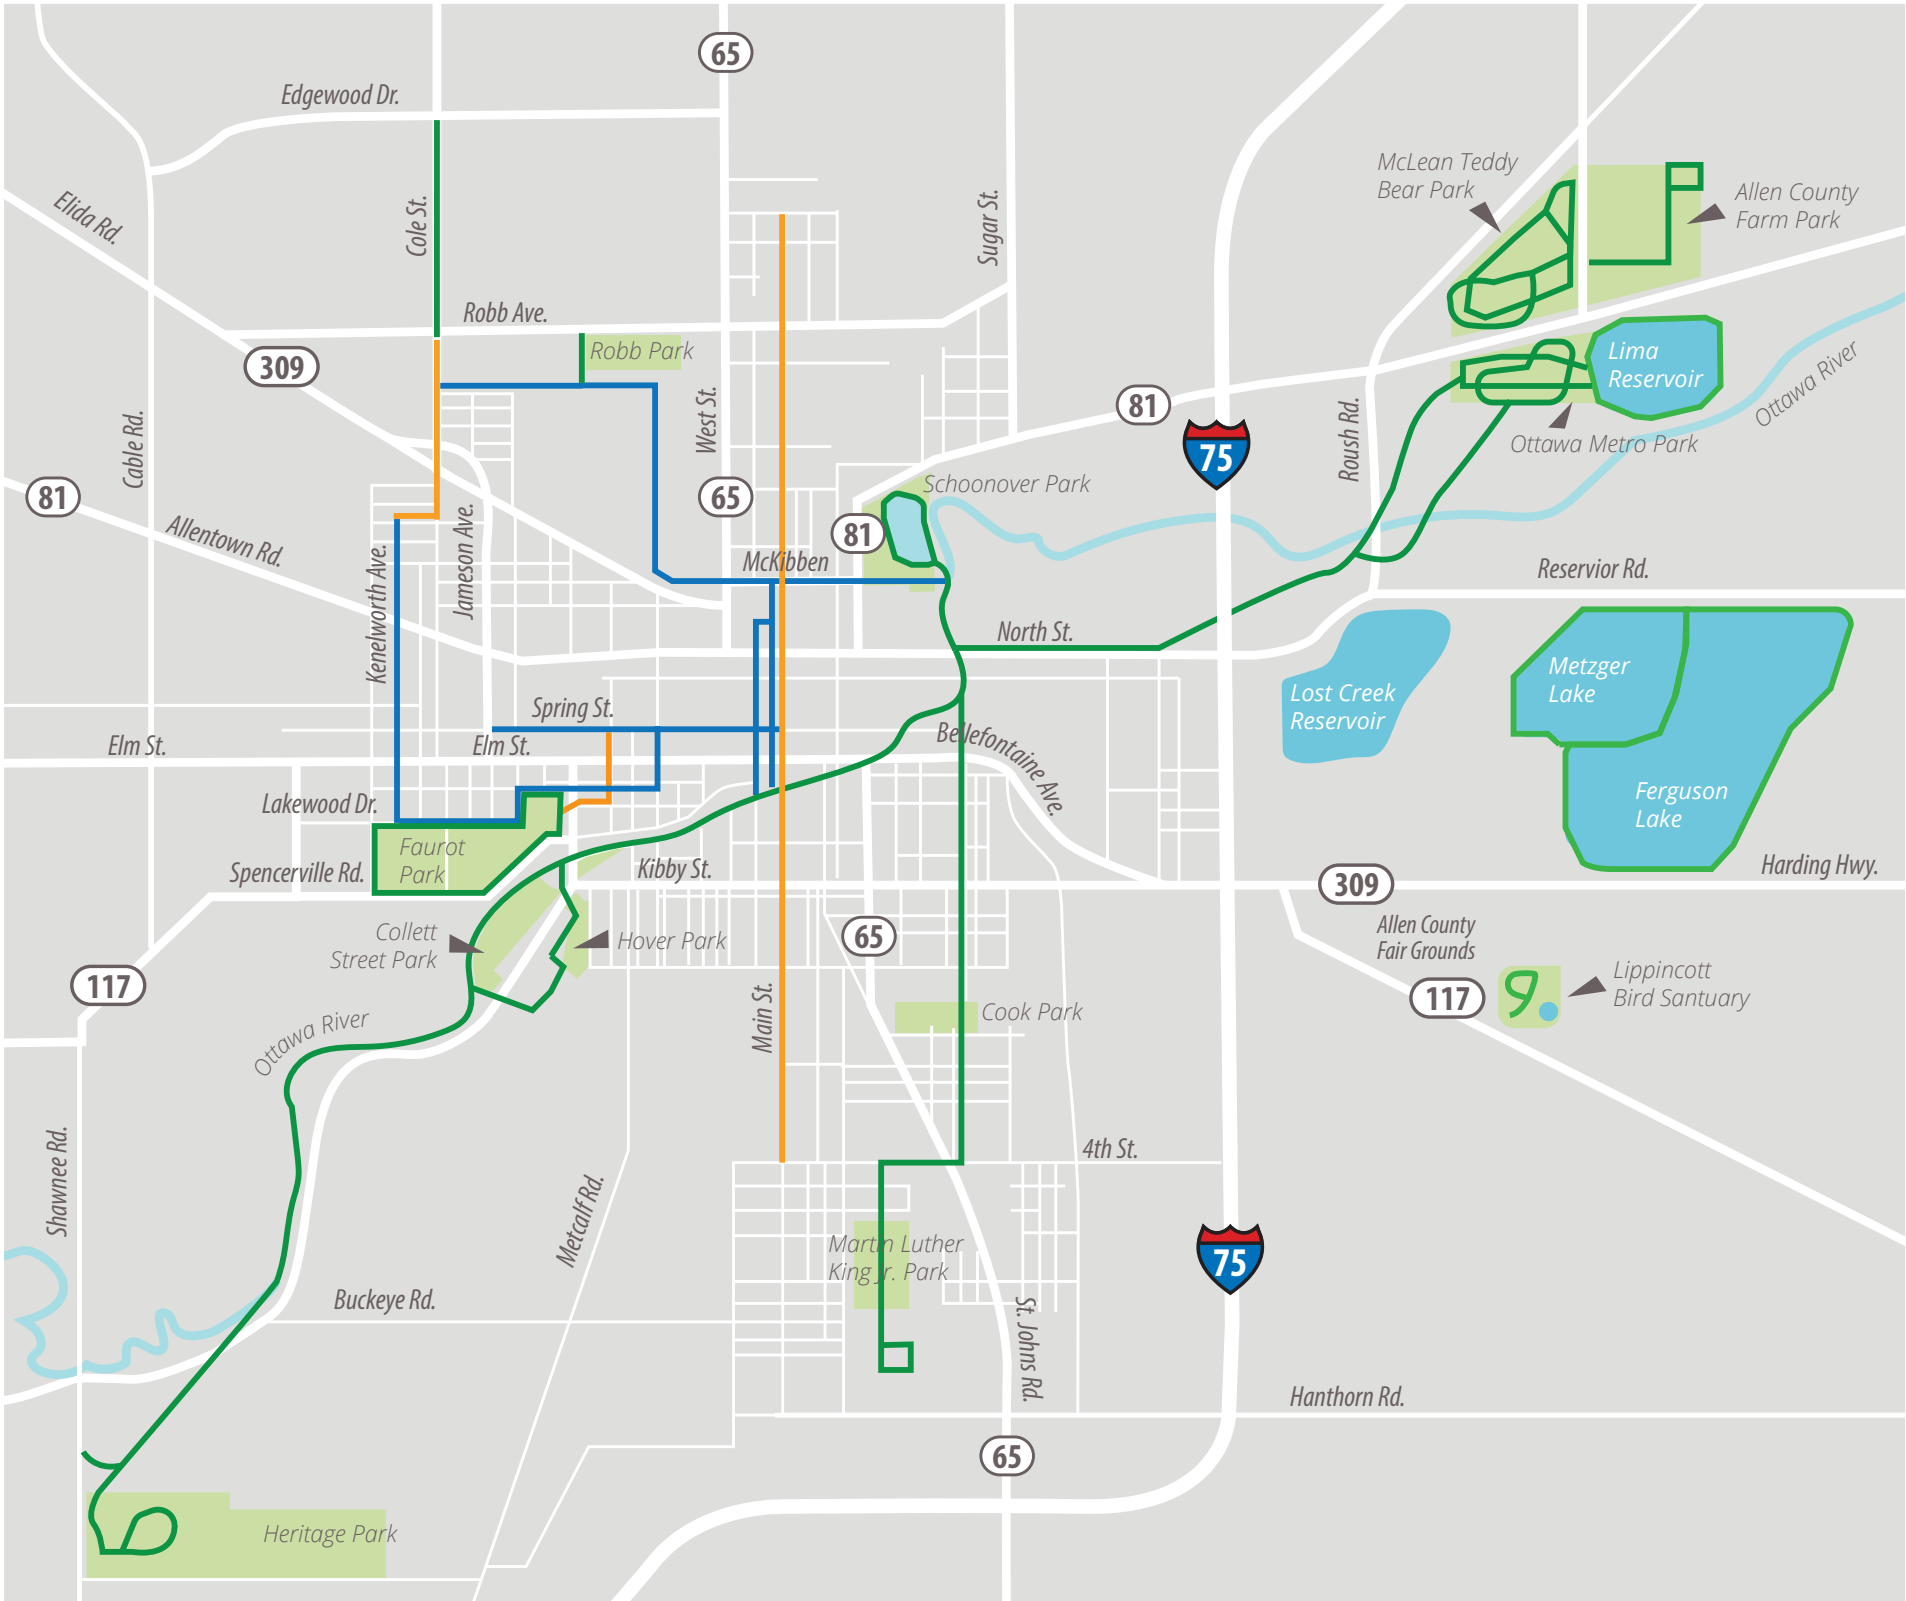 65
Edgewood Dr.
McLean Teddy
Bear Park
Allen County
Farm Park
Elida Rd.
Cole St.
Sugar St.
Robb Ave.
Robb Park
309
Lima
Reservoir
Ottawa River
81
Cable Rd.
West St.
75
Roush Rd.
Ottawa Metro Park
65
81
Schoonover Park
81
Allentown Rd.
Jameson Ave.
McKibben
Reservior Rd.
Kenelworth Ave.
North St.
Metzger
Lake
Lost Creek
Reservoir
Spring St.
Elm St.
Elm St.
Bellefontaine Ave.
Ferguson
Lake
Lakewood Dr.
Faurot
Park
Spencerville Rd.
Kibby St.
309
Harding Hwy.
Collett
Street Park
Hover Park
65
Allen County
Fair Grounds
117
117
Lippincott
Bird Santuary
Main St.
Cook Park
Ottawa River
Shawnee Rd.
4th St.
Metcalf Rd.
Martin Luther
King Jr. Park
75
Buckeye Rd.
St. Johns Rd.
Hanthorn Rd.
65
Heritage Park